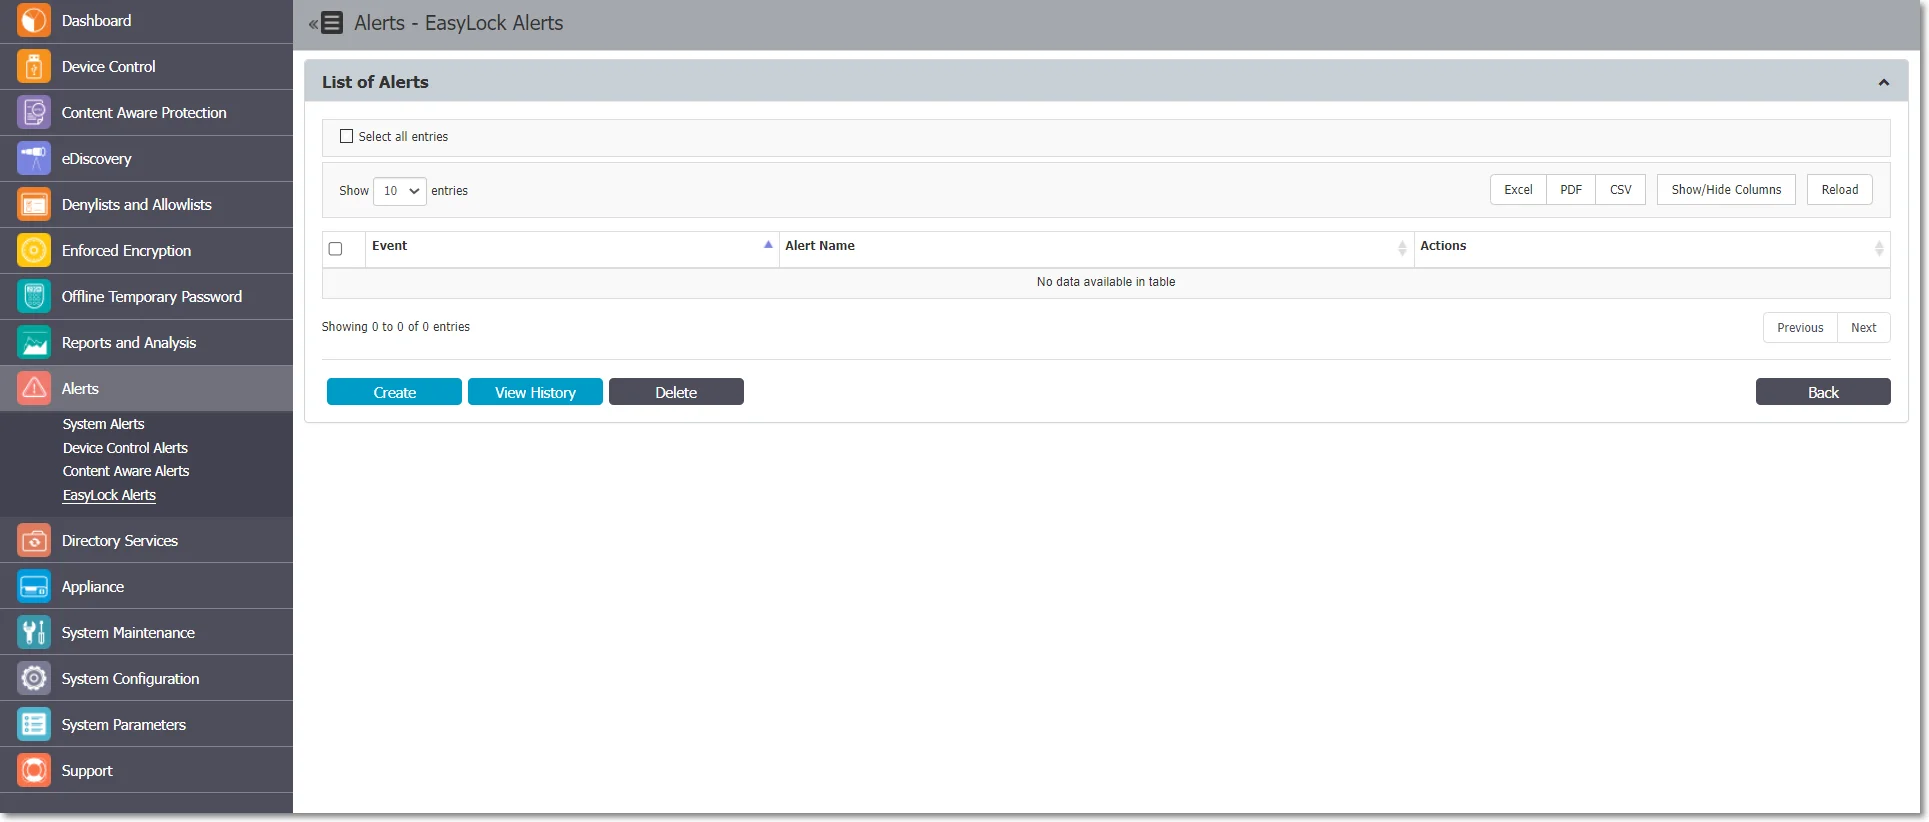 Dashboard
Device Control
Content Aware Protection
eDiscovery
Denylists and Allowlists
Enforced Encryption
Offline Temporary Password
Reports and Analysis
Alerts
System Alerts
Device Control Alerts
Content Aware Alerts
EasyLock Alerts
Directory Services
Appliance
System Maintenance
System Configuration
System Parameters
Support
« Alerts - EasyLock Alerts
List of Alerts
Select all entries
Show 10 entries
Excel PDF CSV Show/Hide Columns Reload
Event Alert Name Actions
No data available in table
Showing 0 to 0 of 0 entries
Previous Next
Create View History Delete Back